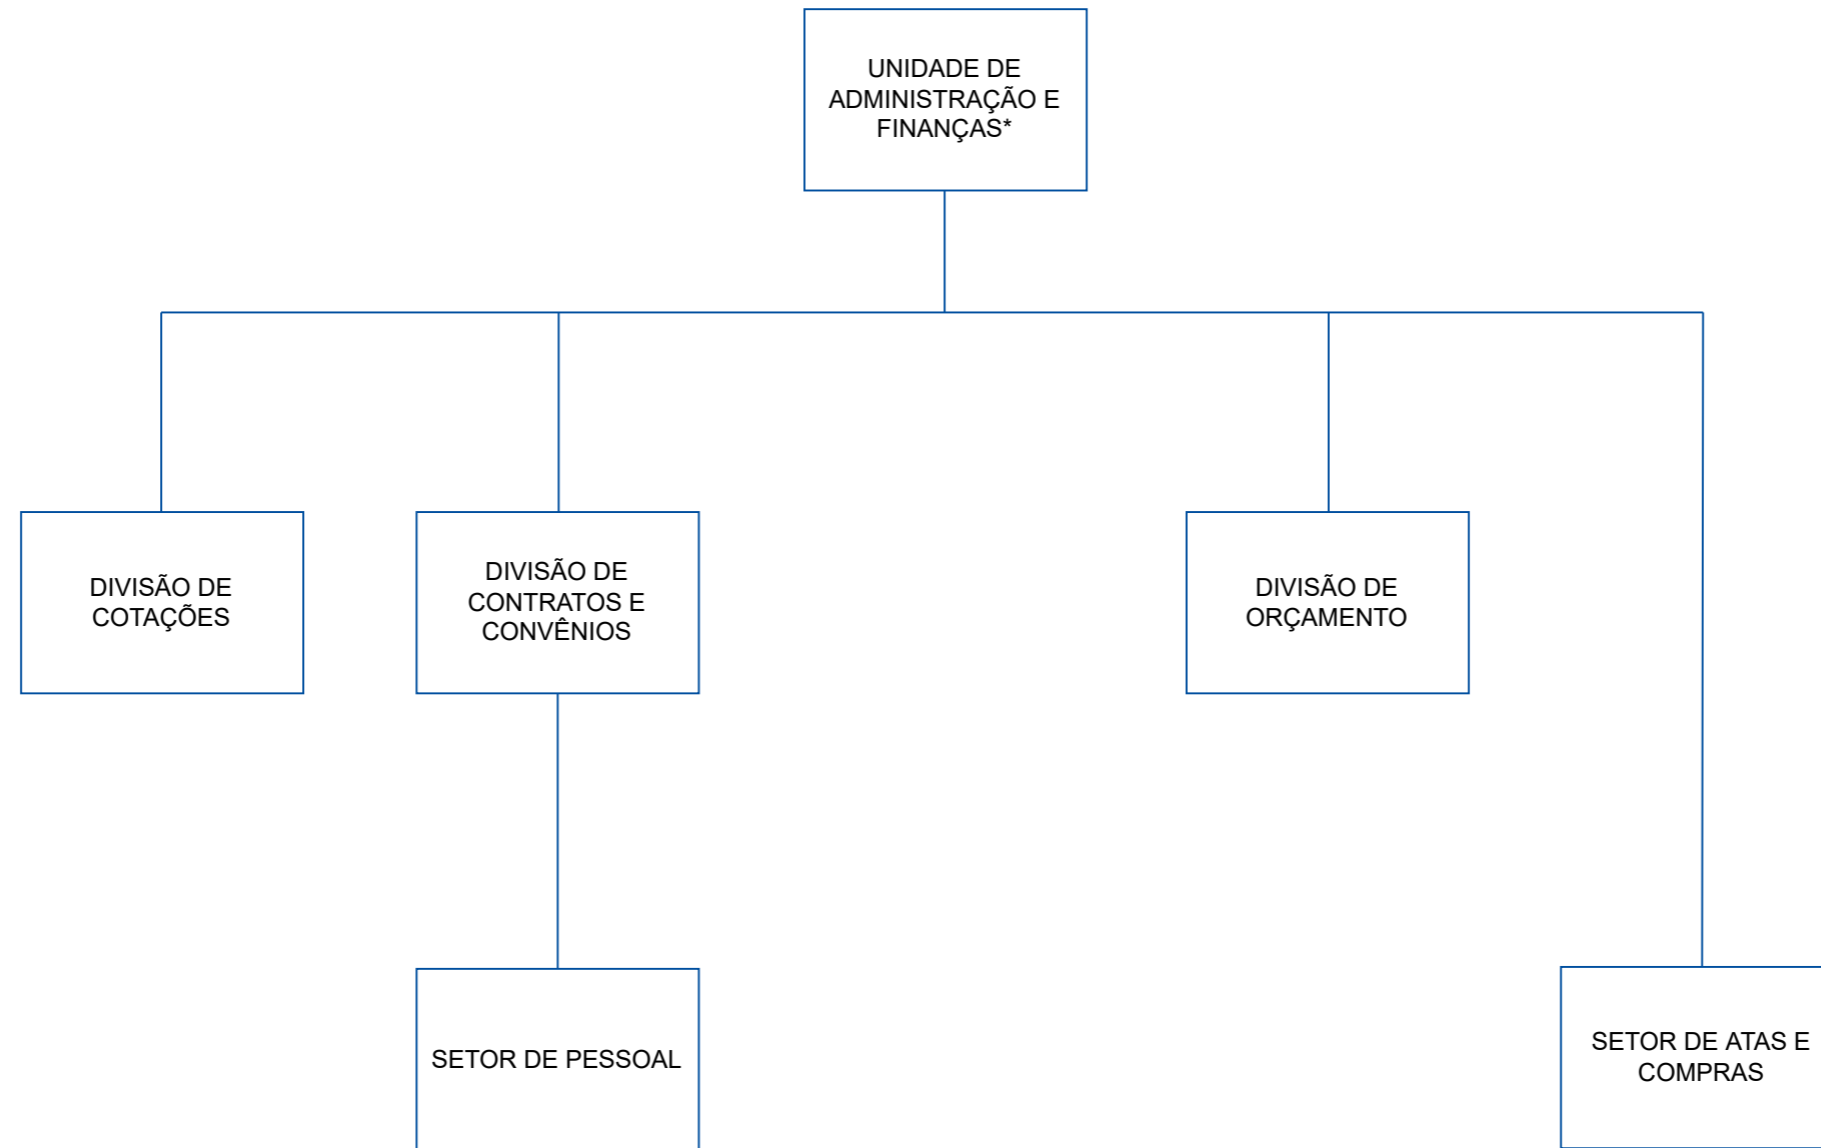 UNIDADE DE
ADMINISTRAÇÃO E
FINANÇAS*
DIVISÃO DE
COTAÇÕES
DIVISÃO DE
CONTRATOS E
CONVÊNIOS
DIVISÃO DE
ORÇAMENTO
SETOR DE PESSOAL
SETOR DE ATAS E
COMPRAS